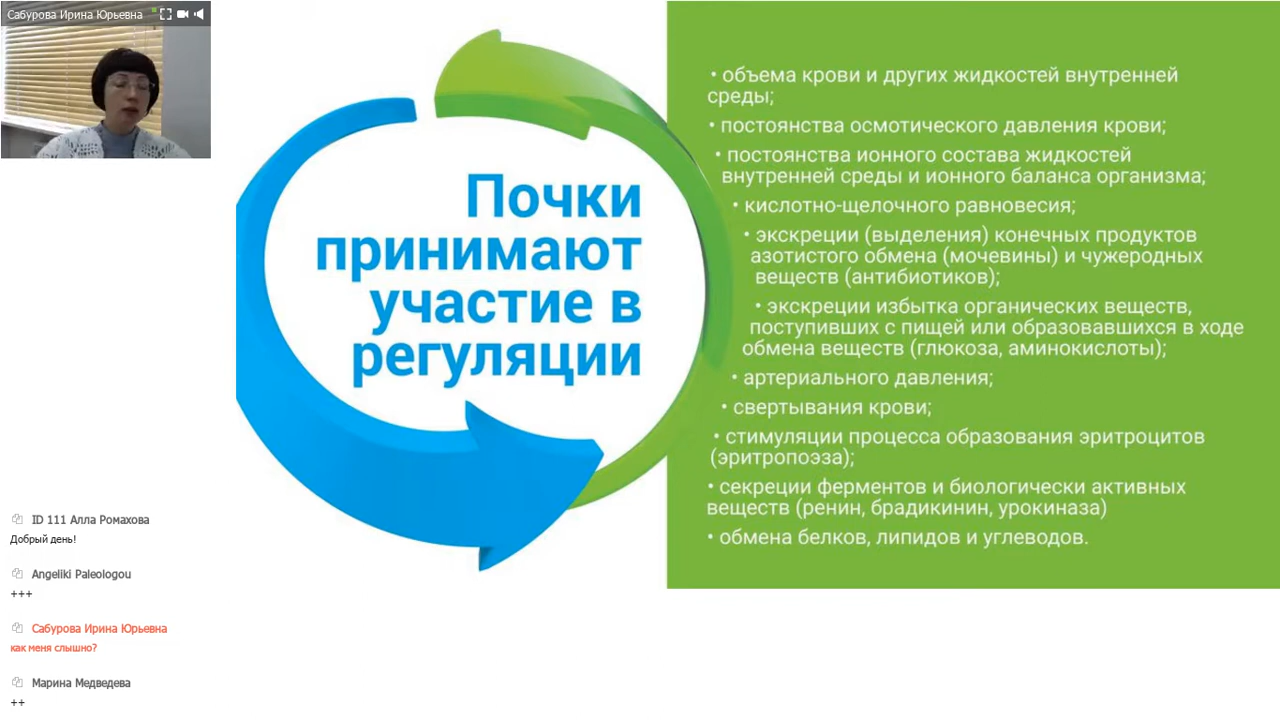 Сабурова Ирина Юрьевна
Почки
принимают
участие в
регуляции
• объема крови и других жидкостей внутренней
среды;
• постоянства осмотического давления крови;
• постоянства ионного состава жидкостей
внутренней среды и ионного баланса организма;
• кислотно-щелочного равновесия;
• экскреции (выделения) конечных продуктов
азотистого обмена (мочевины) и чужеродных
веществ (антибиотиков);
• экскреции избытка органических веществ,
поступивших с пищей или образовавшихся в ходе
обмена веществ (глюкоза, аминокислоты);
• артериального давления;
• свертывания крови;
• стимуляции процесса образования эритроцитов
(эритропоэза);
• секреции ферментов и биологически активных
веществ (ренин, брадикинин, урокиназа)
• обмена белков, липидов и углеводов.
ID 111 Алла Ромахова
Добрый день!
Angeliki Paleologou
+++
Сабурова Ирина Юрьевна
как меня слышно?
Марина Медведева
++